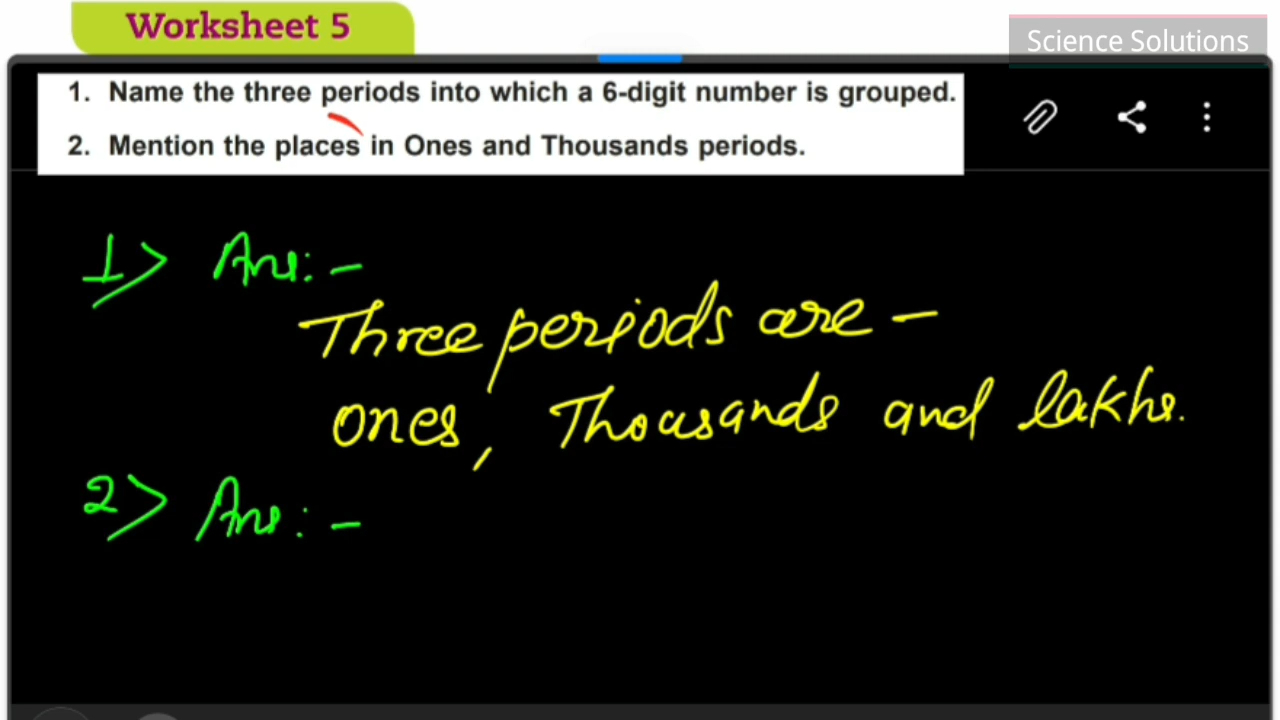 Worksheet 5
Science Solutions
1. Name the three periods into which a 6-digit number is grouped.
2. Mention the places in Ones and Thousands periods.
1> Ans:-
Three periods are -
ones, Thousands and lakhs.
2> Ans:-